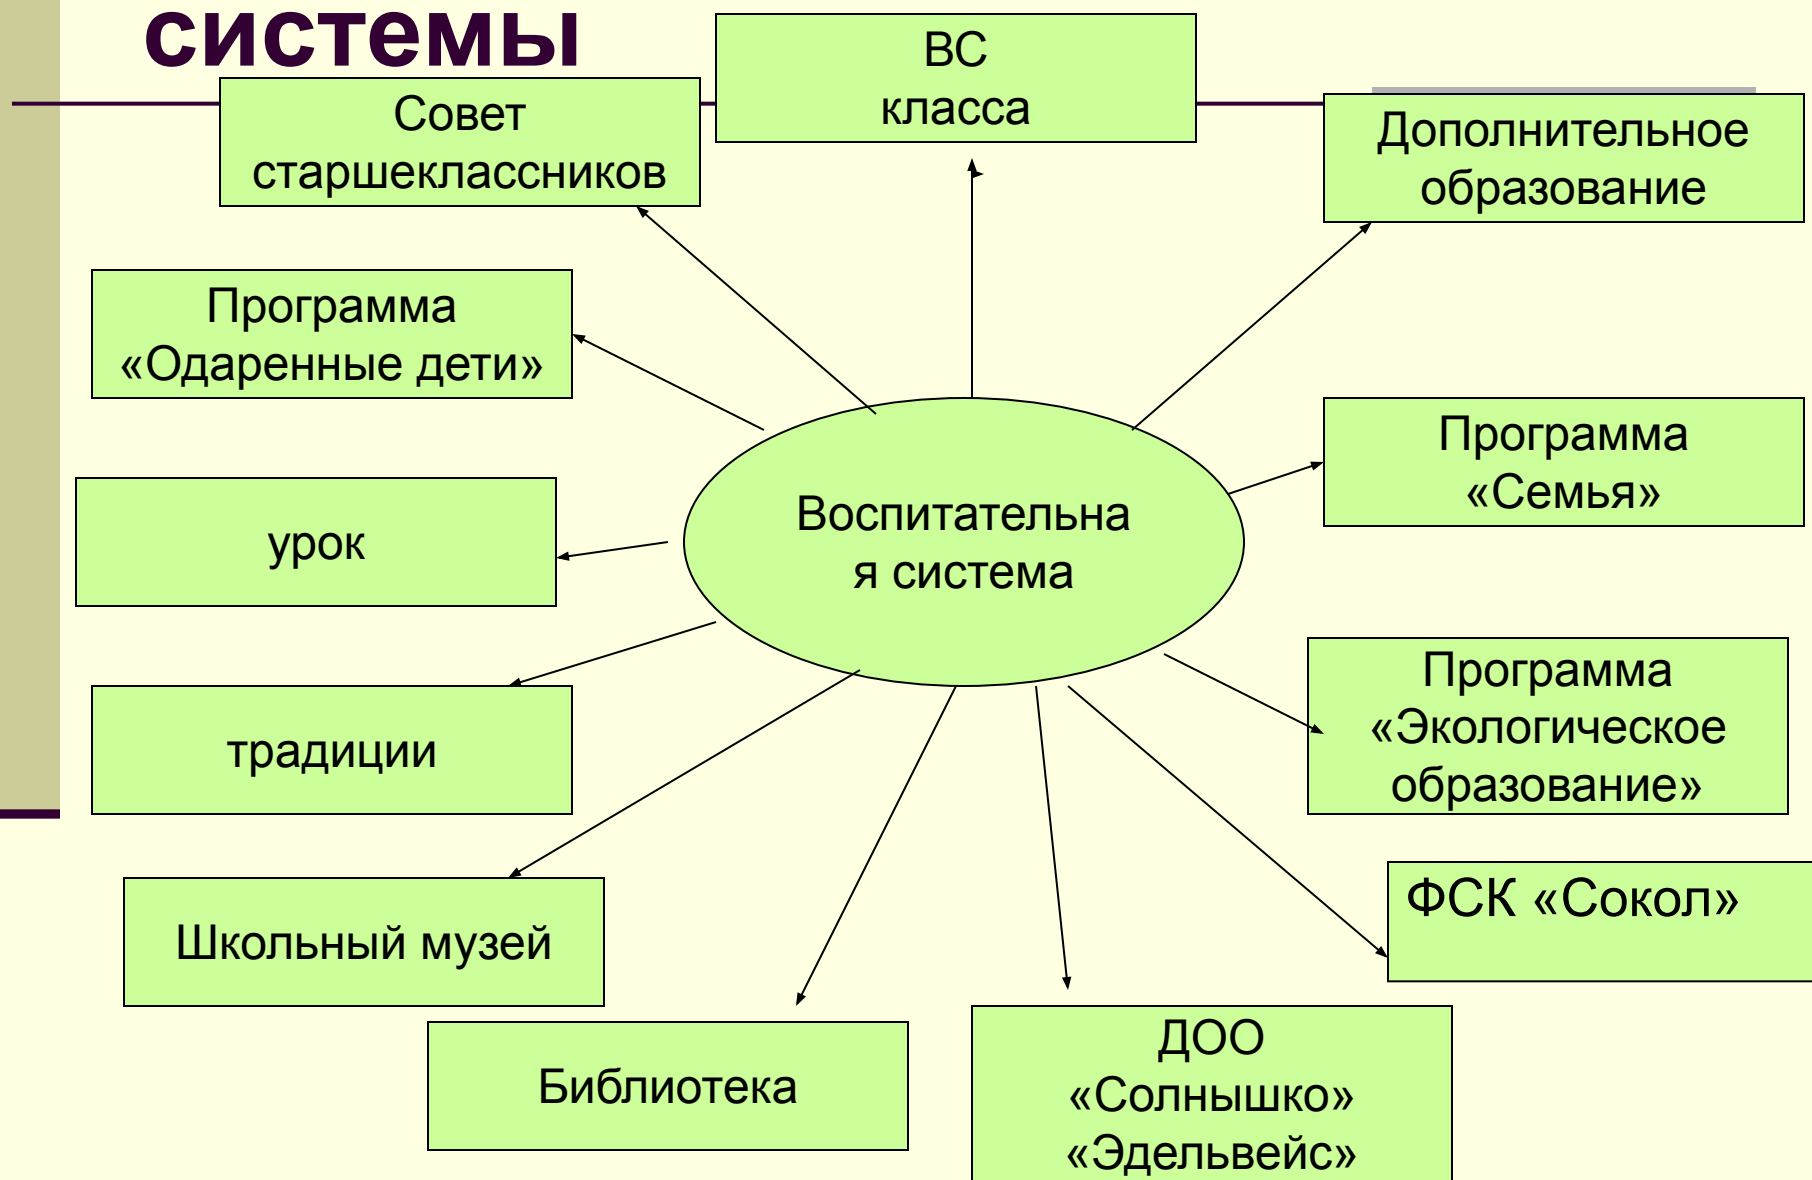 системы
ВС
класса
Совет
старшеклассников
Дополнительное
образование
Программа
«Одаренные дети»
Программа
«Семья»
урок
Воспитательна
я система
Программа
«Экологическое
образование»
традиции
ФСК «Сокол»
Школьный музей
Библиотека
ДОО
«Солнышко»
«Эдельвейс»